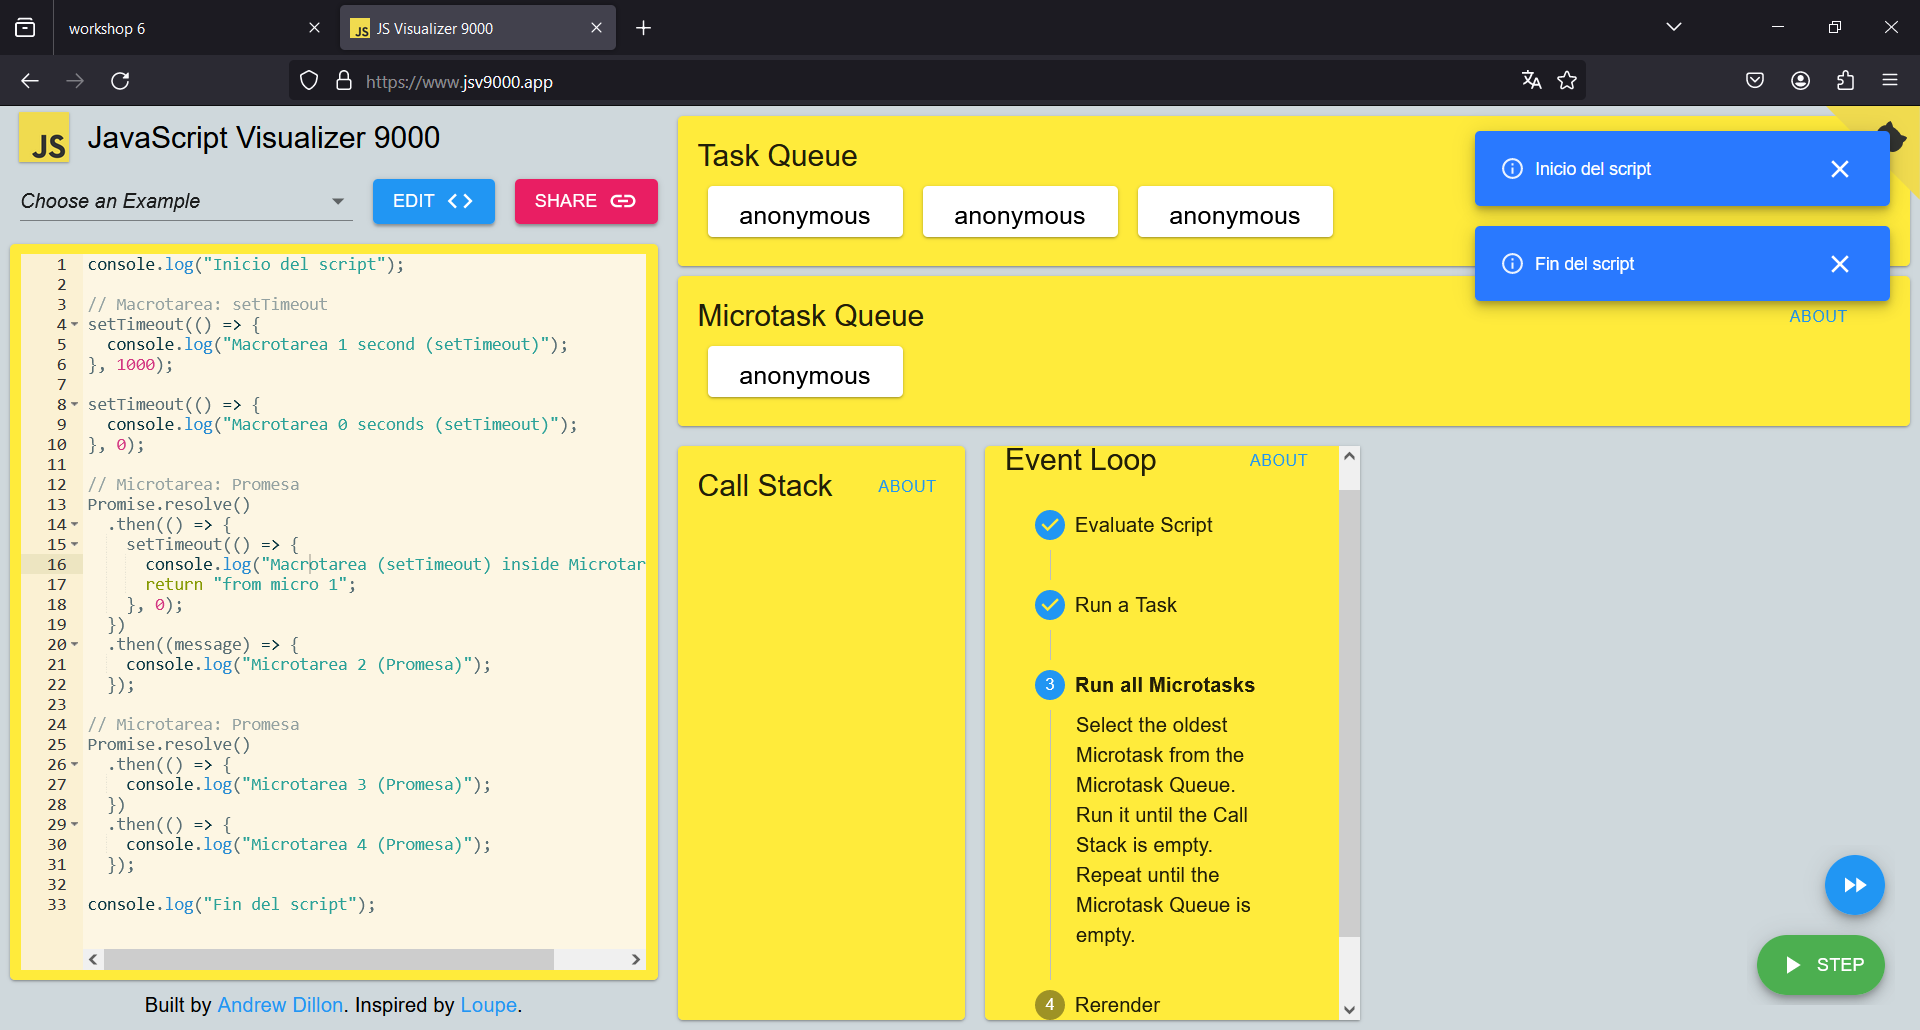 workshop 6
JS Visualizer 9000
https://www.jsv9000.app
JS
JavaScript Visualizer 9000
Choose an Example
EDIT
SHARE
1 console.log("Inicio del script");
2
3 // Macrotarea: setTimeout
4 setTimeout(() => {
5 console.log("Macrotarea 1 second (setTimeout)");
6 }, 1000);
7
8 setTimeout(() => {
9 console.log("Macrotarea 0 seconds (setTimeout)");
10 }, 0);
11
12 // Microtarea: Promesa
13 Promise.resolve()
14 .then(() => {
15 setTimeout(() => {
16 console.log("Macrotarea (setTimeout) inside Microtar
17 return "from micro 1";
18 }, 0);
19 })
20 .then((message) => {
21 console.log("Microtarea 2 (Promesa)");
22 });
23
24 // Microtarea: Promesa
25 Promise.resolve()
26 .then(() => {
27 console.log("Microtarea 3 (Promesa)");
28 })
29 .then(() => {
30 console.log("Microtarea 4 (Promesa)");
31 });
32
33 console.log("Fin del script");
Built by Andrew Dillon. Inspired by Loupe.
Task Queue
anonymous anonymous anonymous
Inicio del script
Fin del script
Microtask Queue
ABOUT
anonymous
Call Stack ABOUT
Event Loop ABOUT
Evaluate Script
Run a Task
3 Run all Microtasks
Select the oldest
Microtask from the
Microtask Queue.
Run it until the Call
Stack is empty.
Repeat until the
Microtask Queue is
empty.
4 Rerender
STEP